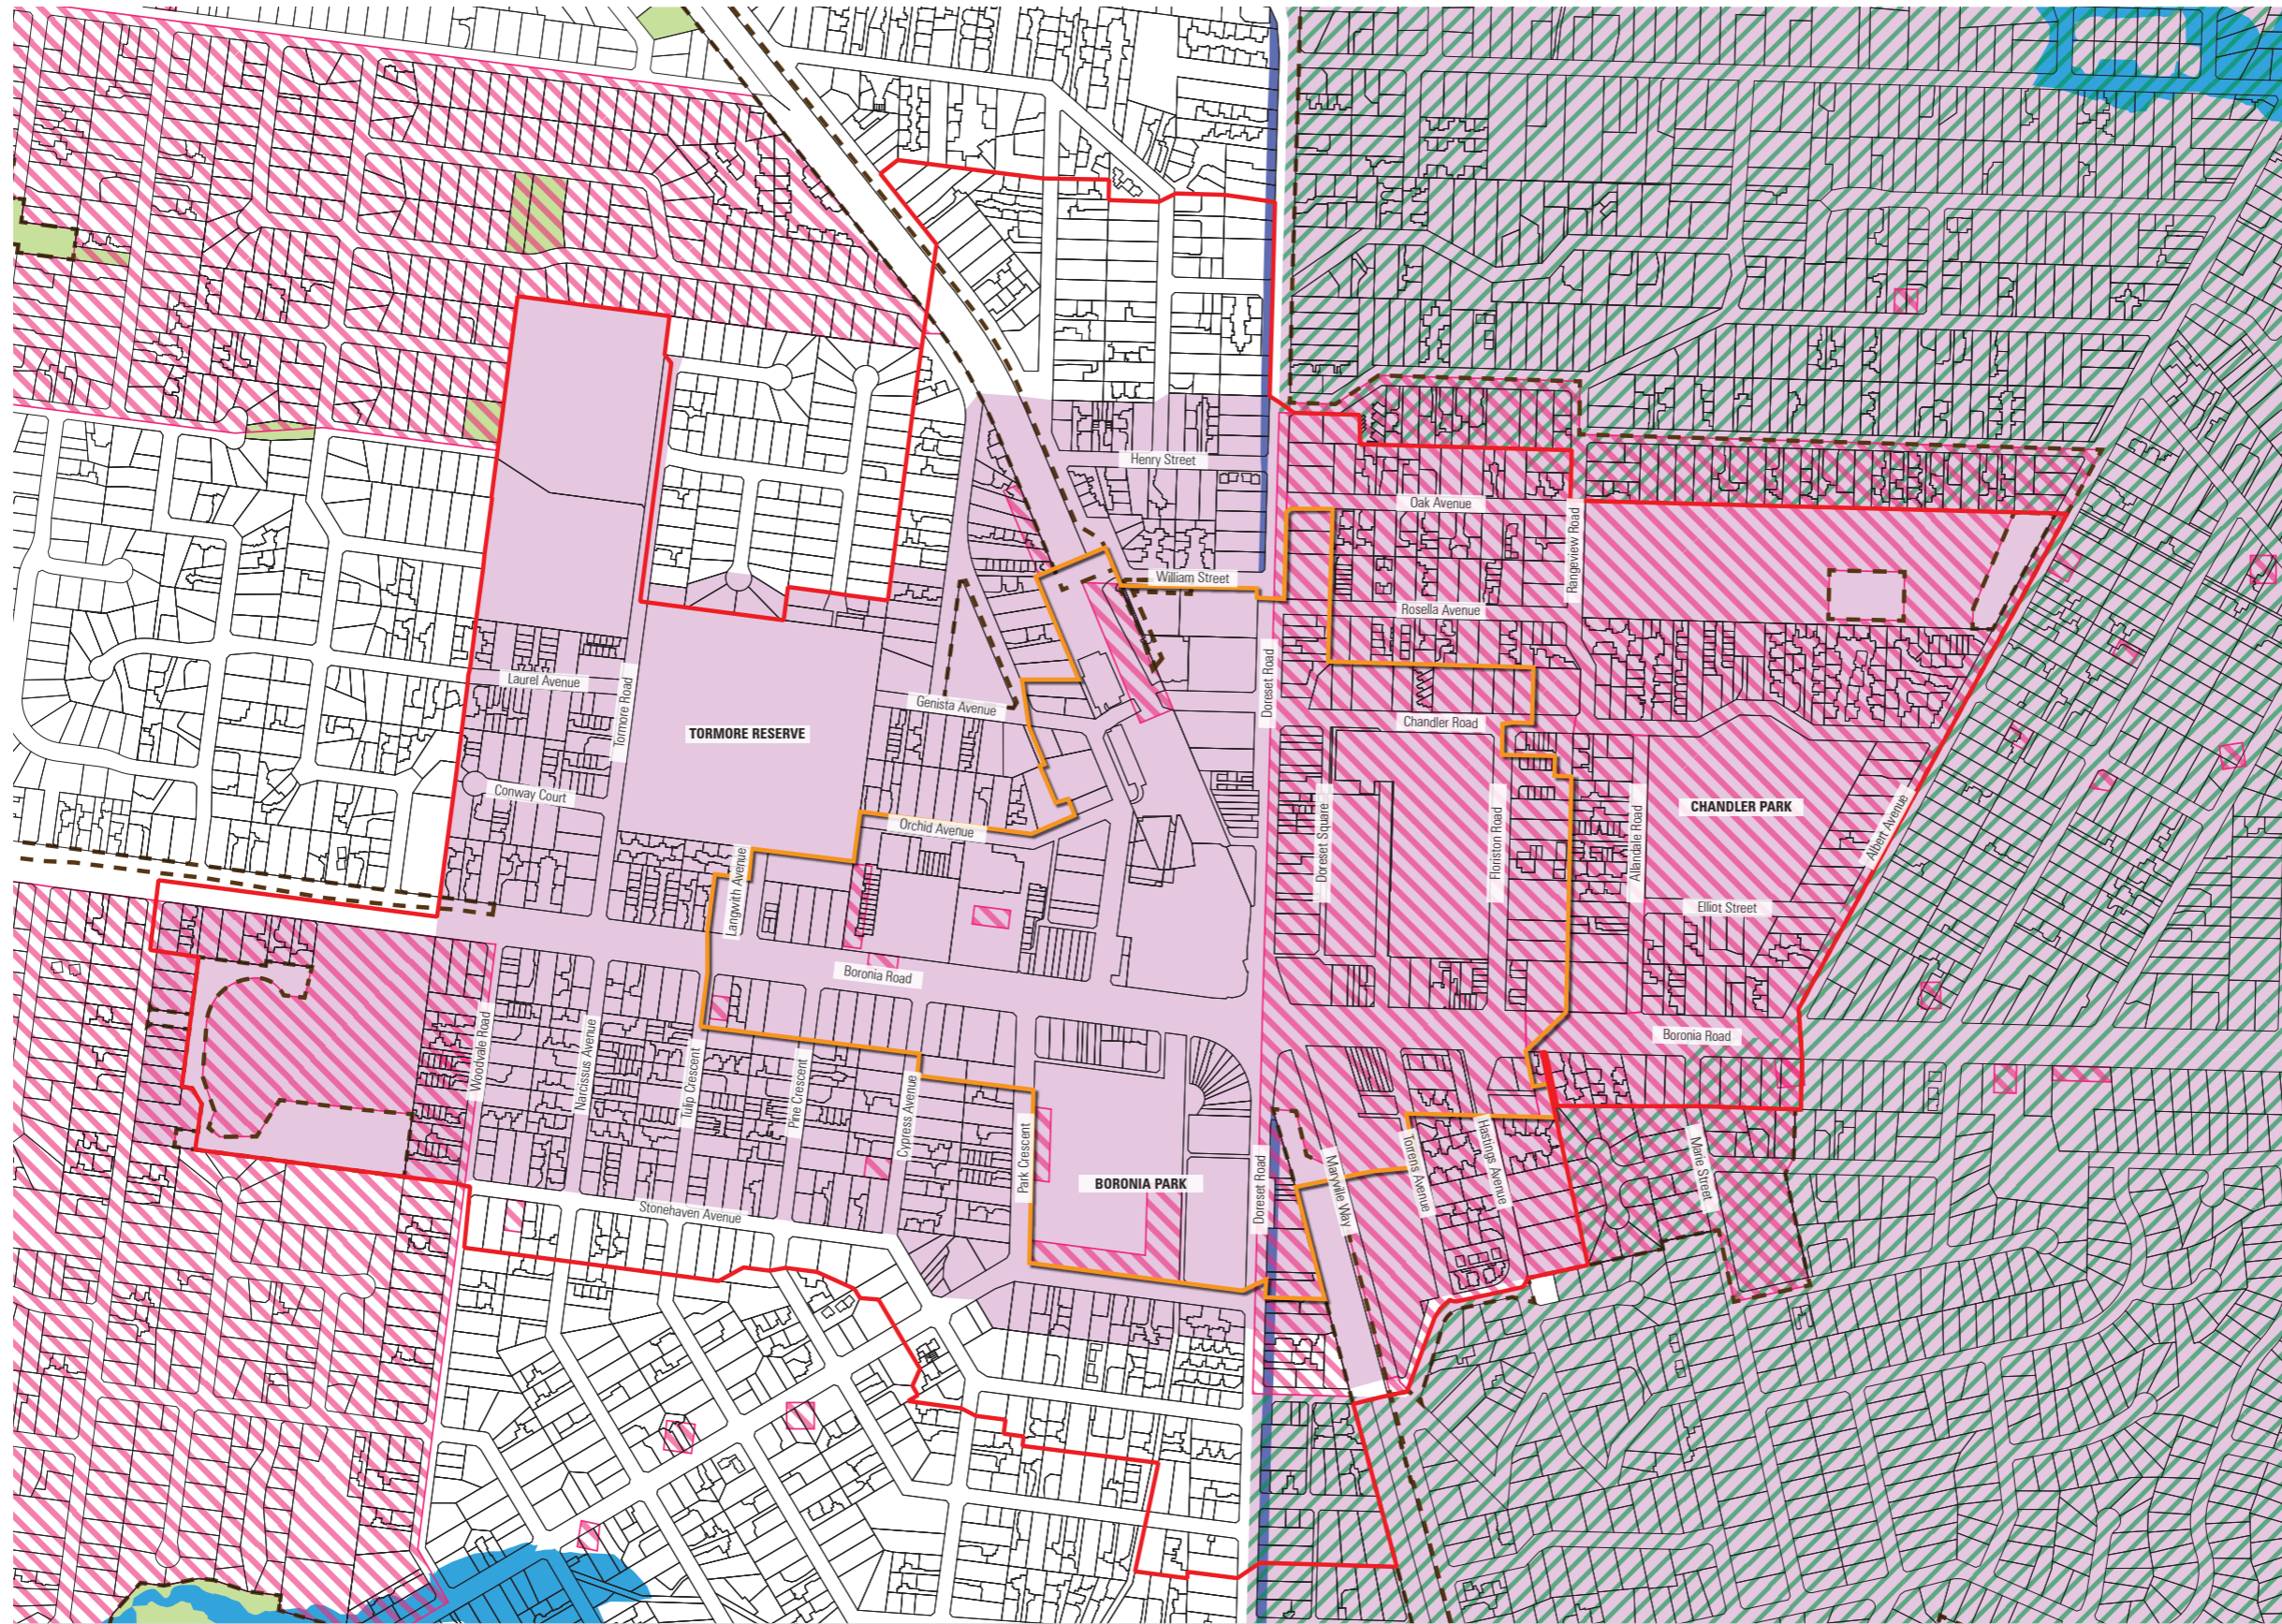 Henry Street
Oak Avenue
Rangeview Road
William Street
Rosella Avenue
Laurel Avenue
Tormore Road
Genista Avenue
Doreset Road
Chandler Road
TORMORE RESERVE
Conway Court
Orchid Avenue
Doreset Square
Floriston Road
Allandale Road
CHANDLER PARK
Albert Avenue
Langwith Avenue
Elliot Street
Boronia Road
Boronia Road
Woodvale Road
Narcissus Avenue
Tulip Crescent
Pine Crescent
Cypress Avenue
Park Crescent
BORONIA PARK
Doreset Road
Maryville Way
Torrens Avenue
Hastings Avenue
Marie Street
Stonehaven Avenue